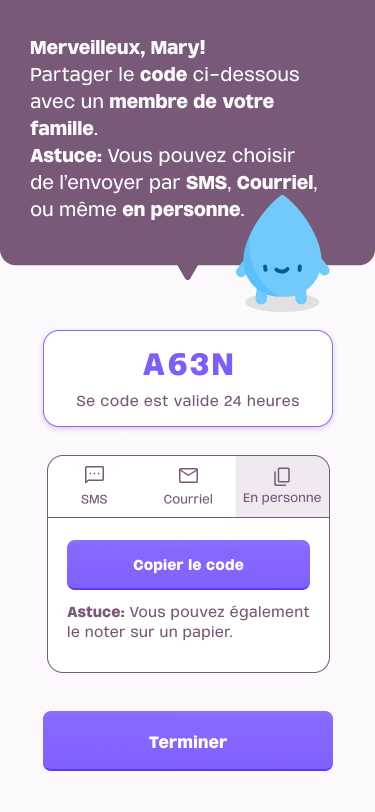 Merveilleux, Mary!
Partager le code ci-dessous
avec un membre de votre
famille.
Astuce: Vous pouvez choisir
de l’envoyer par SMS, Courriel,
ou même en personne.
A63N
Se code est valide 24 heures
SMS
Courriel
En personne
Copier le code
Astuce: Vous pouvez également
le noter sur un papier.
Terminer